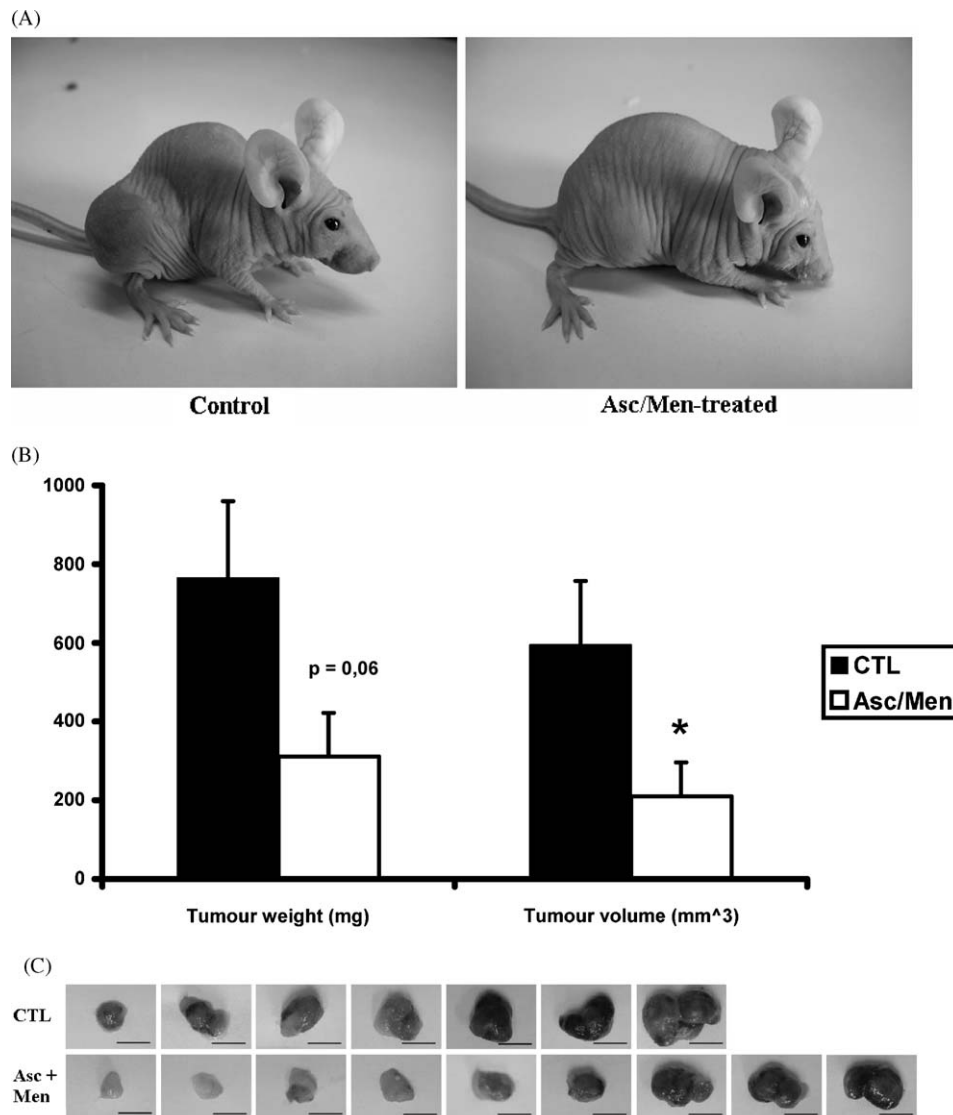 (A)
Control Asc/Men-treated
(B)
1000
800
600
400
200
0
p = 0,06
*
Tumour weight (mg) Tumour volume (mm^3)
CTL
Asc/Men
(C)
CTL
Asc +
Men